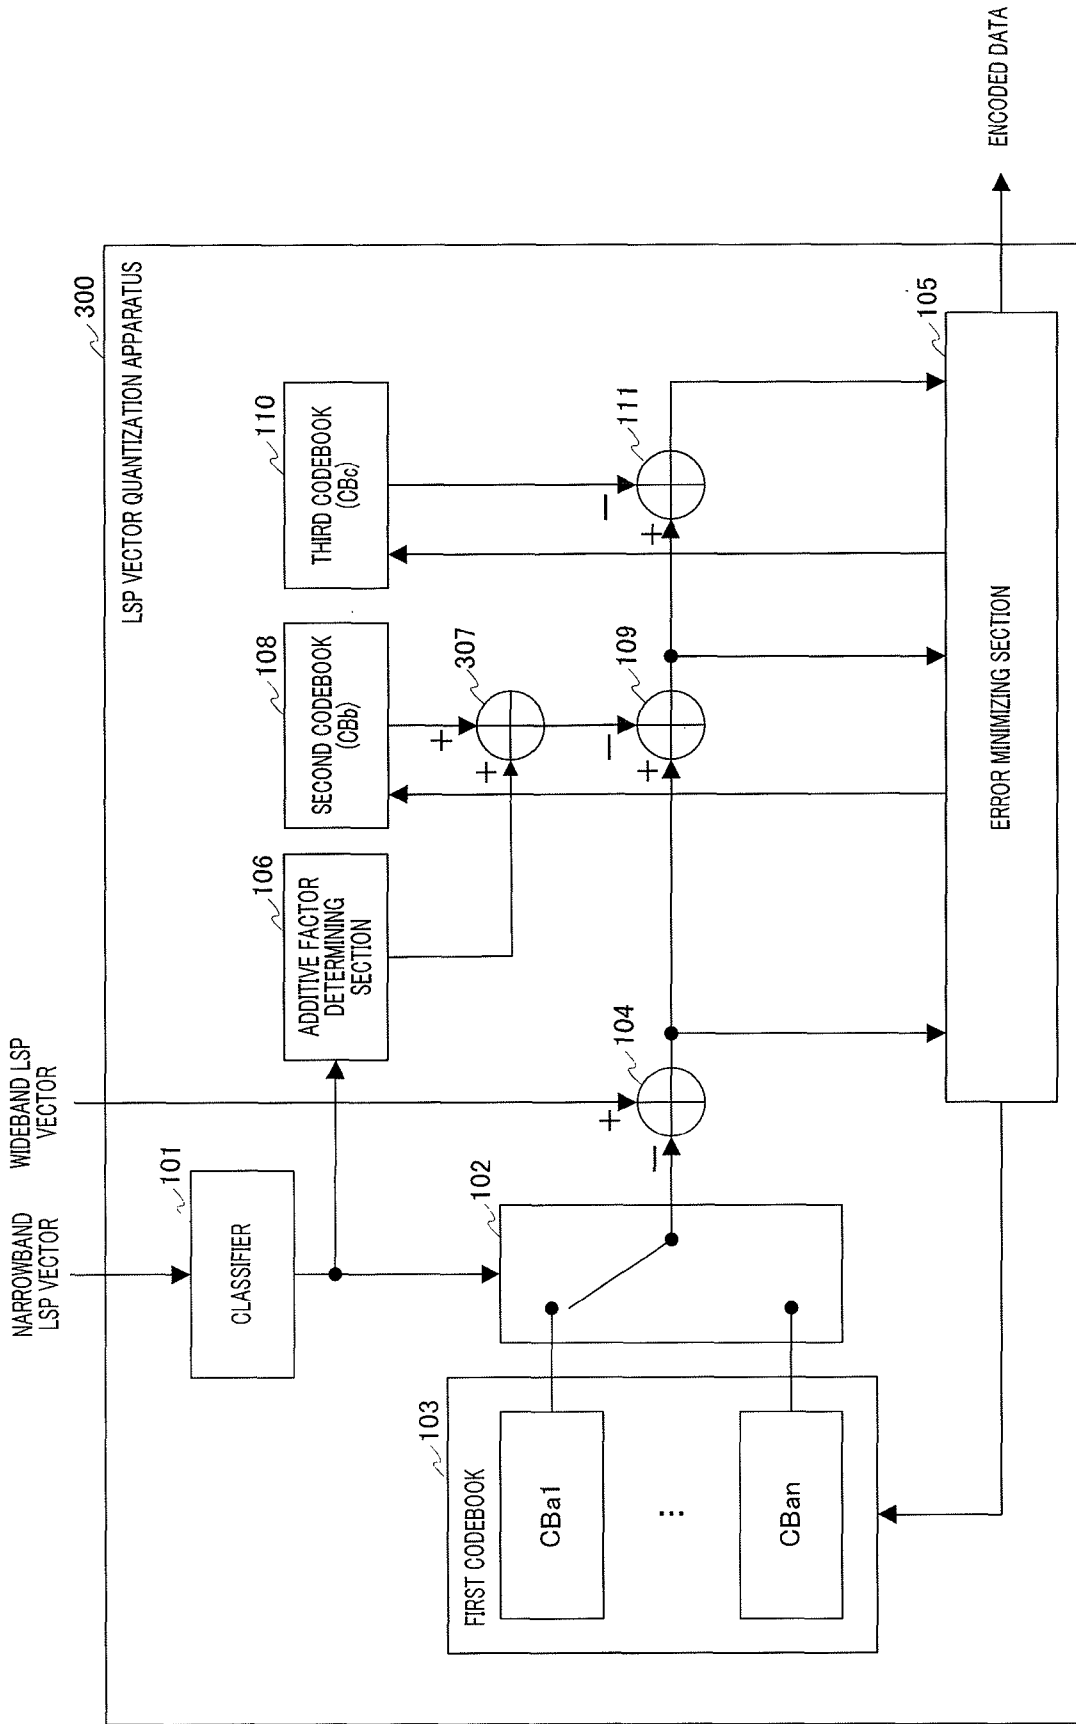 300
LSP VECTOR QUANTIZATION APPARATUS
NARROWBAND
LSP VECTOR
WIDEBAND LSP
VECTOR
101
CLASSIFIER
106
ADDITIVE FACTOR
DETERMINING
SECTION
108
SECOND CODEBOOK
(CBb)
110
THIRD CODEBOOK
(CBc)
+
+
307
103
FIRST CODEBOOK
CBa1
...
CBan
102
−
+
104
+
−
109
+
−
111
105
ERROR MINIMIZING SECTION
ENCODED DATA